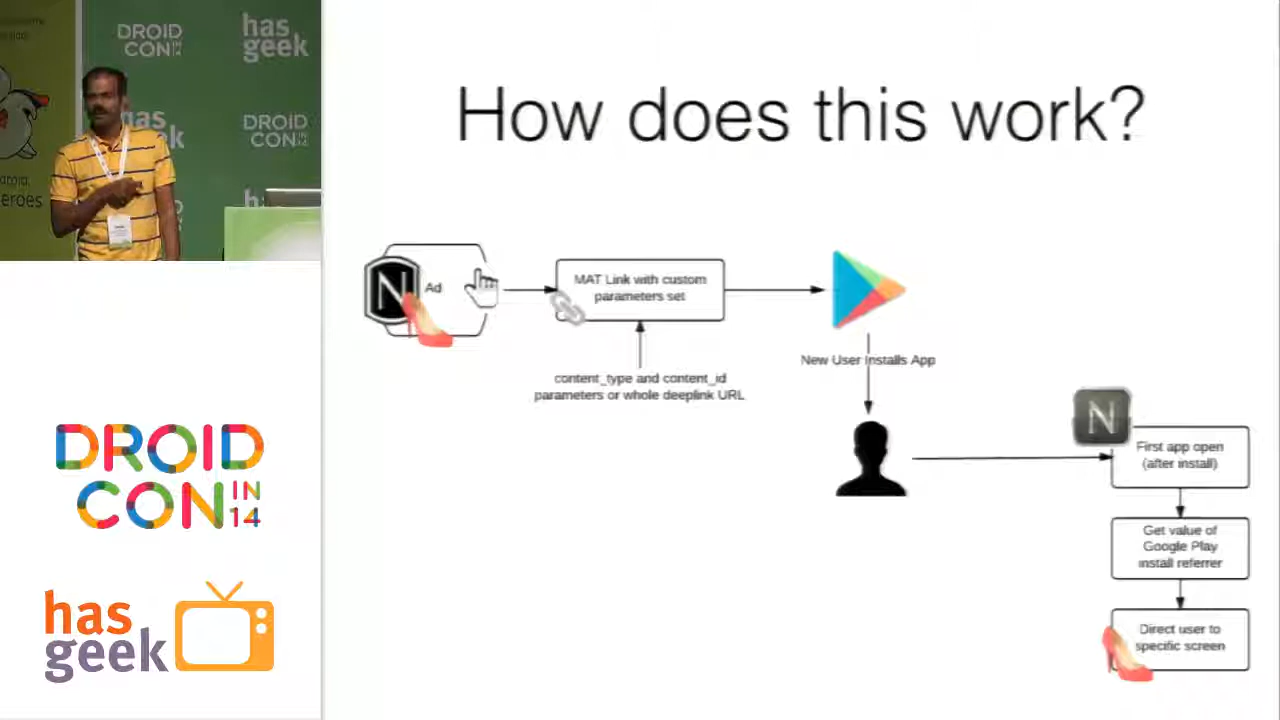 DROID
CON IN
14
has
geek
has
geek
DROID
CON IN
14
droid:
eroes
How does this work?
N
Ad
MAT Link with custom
parameters set
content_type and content_id
parameters or whole deeplink URL
New User Installs App
N
First app open
(after install)
Get value of
Google Play
install referrer
Direct user to
specific screen
DROID
CON IN
14
has
geek